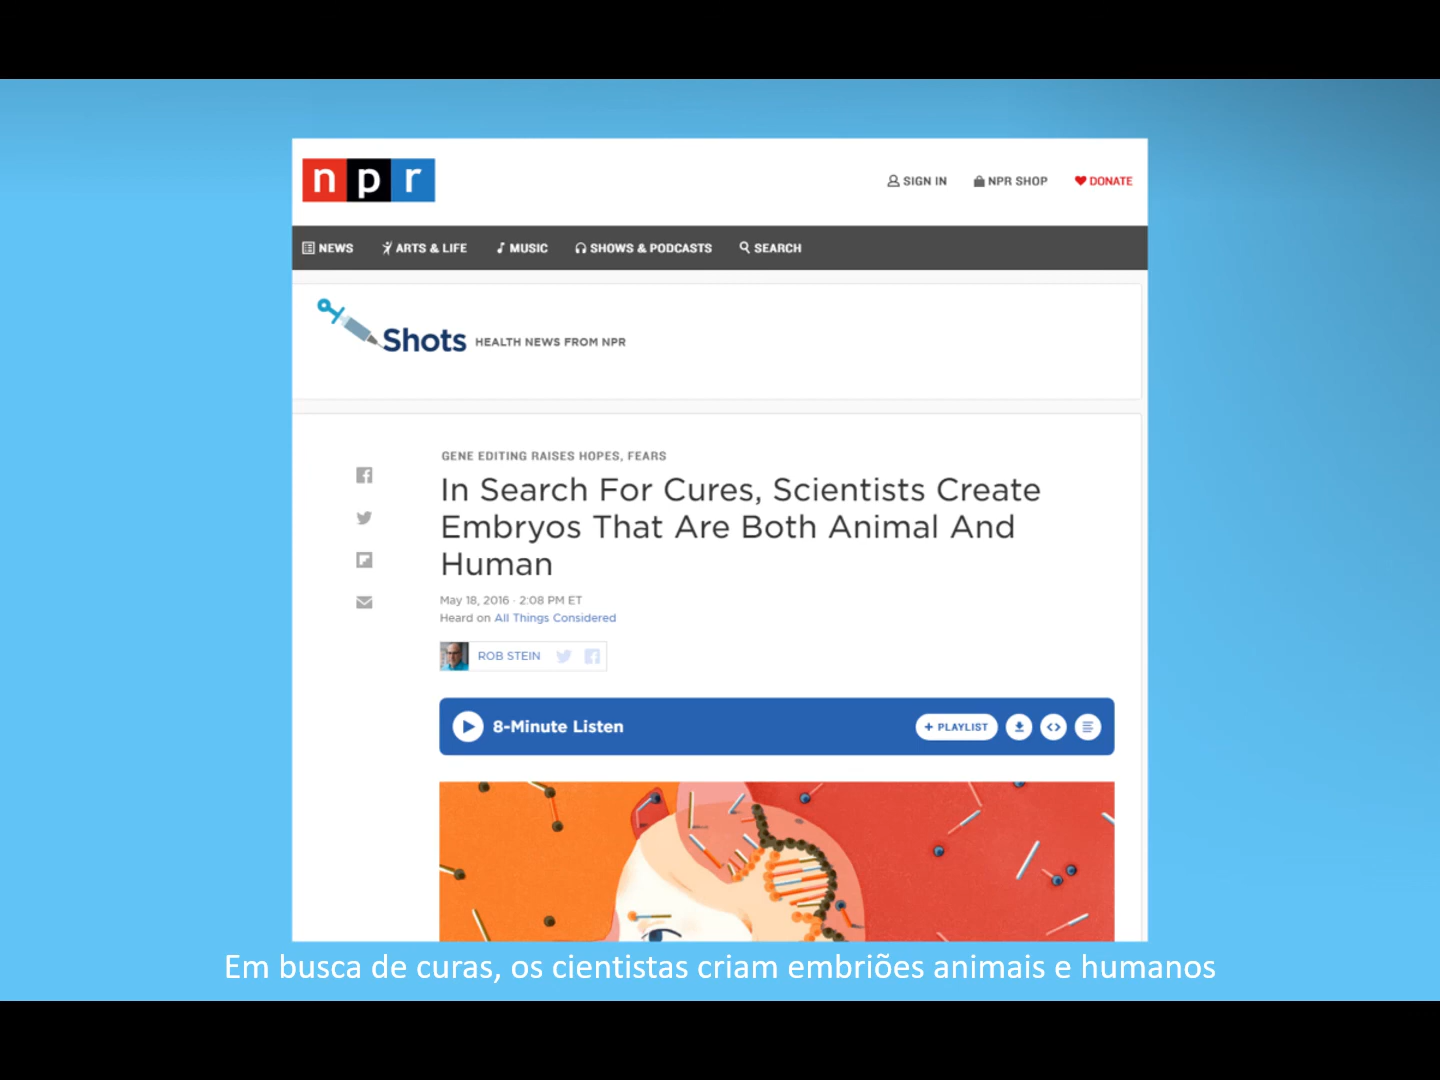 npr
SIGN IN NPR SHOP DONATE
NEWS ARTS & LIFE MUSIC SHOWS & PODCASTS SEARCH
Shots HEALTH NEWS FROM NPR
GENE EDITING RAISES HOPES, FEARS
In Search For Cures, Scientists Create
Embryos That Are Both Animal And
Human
May 18, 2016 · 2:08 PM ET
Heard on All Things Considered
ROB STEIN
8-Minute Listen + PLAYLIST
Em busca de curas, os cientistas criam embriões animais e humanos